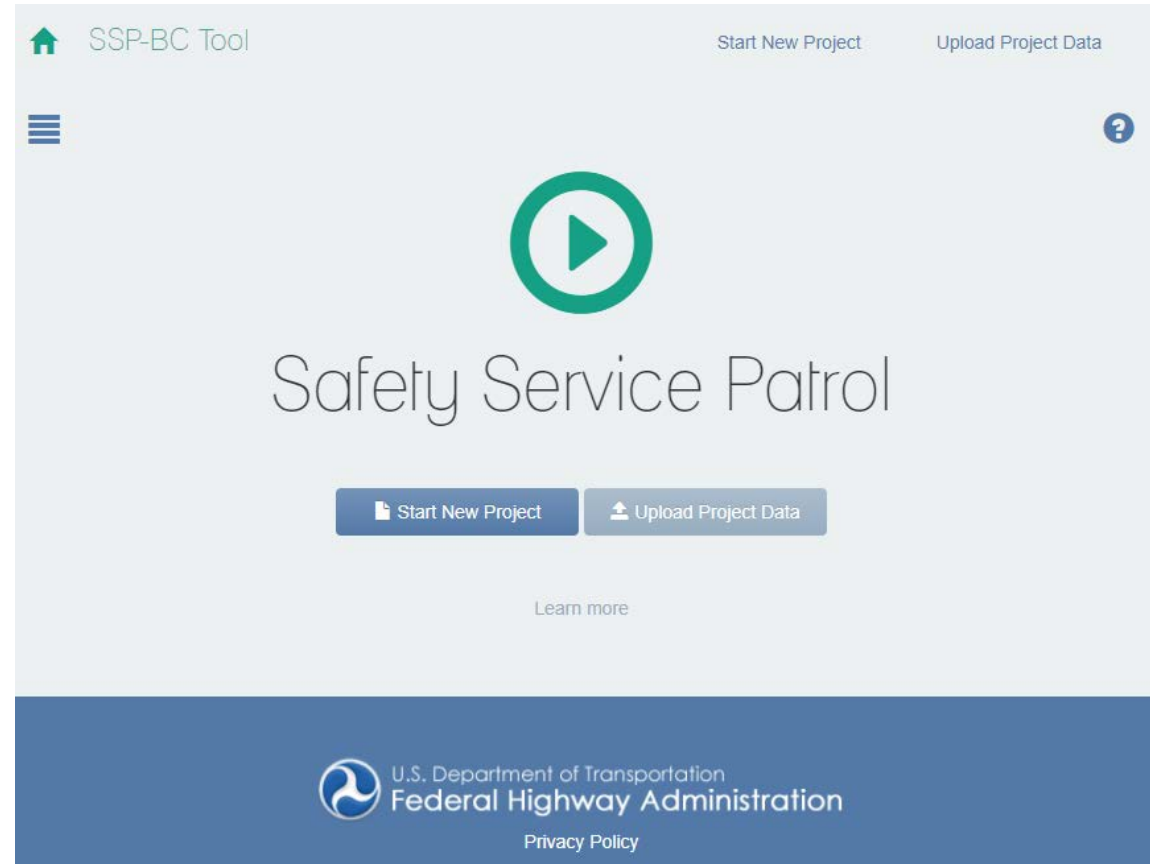 SSP-BC Tool
Start New Project
Upload Project Data
?
Safety Service Patrol
Start New Project
Upload Project Data
Learn more
U.S. Department of Transportation
Federal Highway Administration
Privacy Policy